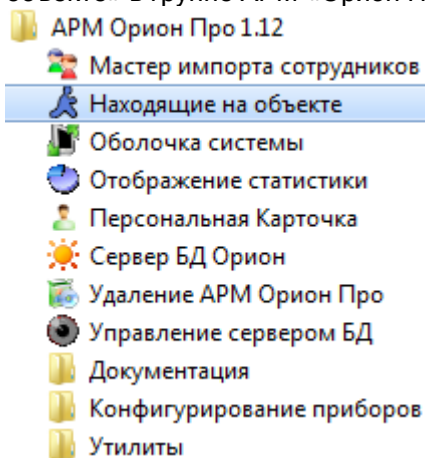 АРМ Орион Про 1.12
Мастер импорта сотрудников
Находящие на объекте
Оболочка системы
Отображение статистики
Персональная Карточка
Сервер БД Орион
Удаление АРМ Орион Про
Управление сервером БД
Документация
Конфигурирование приборов
Утилиты